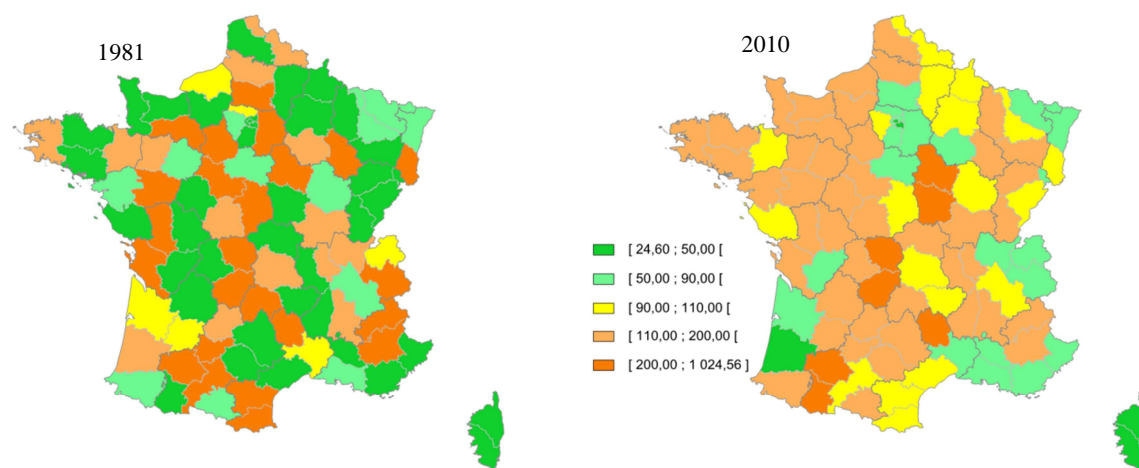 1981
2010
[ 24,60 ; 50,00 [
[ 50,00 ; 90,00 [
[ 90,00 ; 110,00 [
[ 110,00 ; 200,00 [
[ 200,00 ; 1 024,56 ]